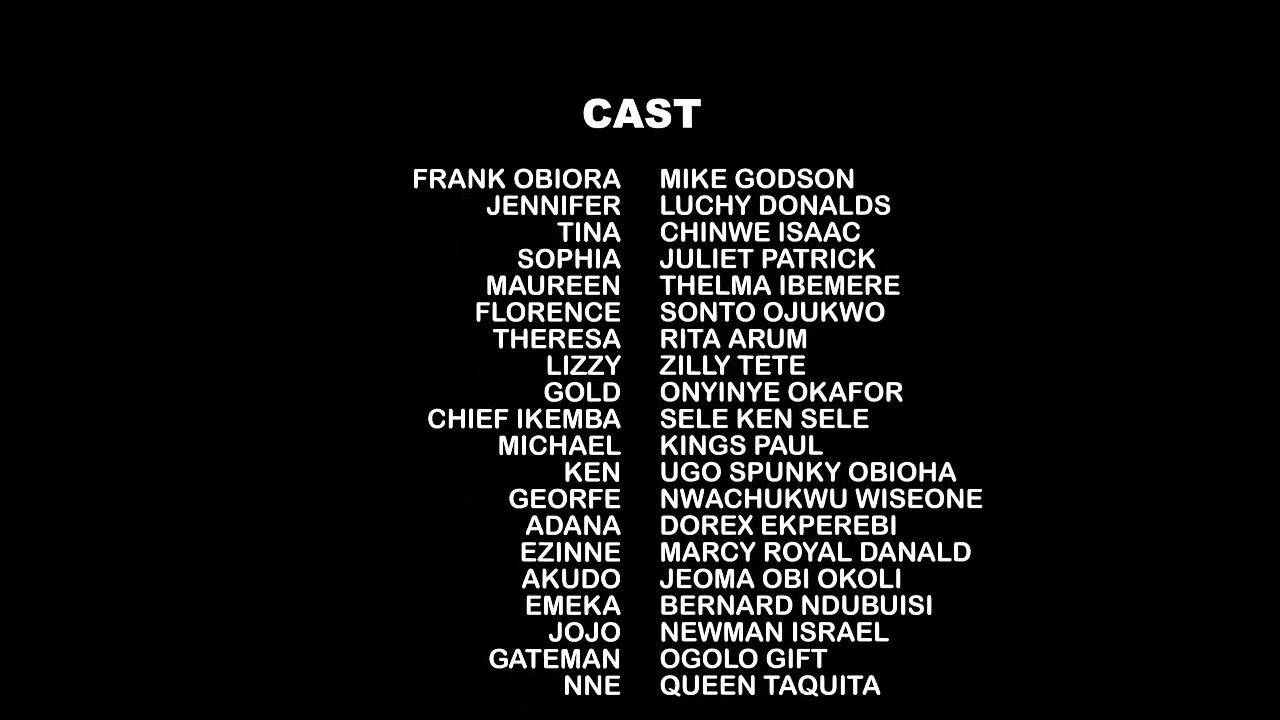 CAST
FRANK OBIORA MIKE GODSON
JENNIFER LUCHY DONALDS
TINA CHINWE ISAAC
SOPHIA JULIET PATRICK
MAUREEN THELMA IBEMERE
FLORENCE SONTO OJUKWO
THERESA RITA ARUM
LIZZY ZILLY TETE
GOLD ONYINYE OKAFOR
CHIEF IKEMBA SELE KEN SELE
MICHAEL KINGS PAUL
KEN UGO SPUNKY OBIOHA
GEORFE NWACHUKWU WISEONE
ADANA DOREX EKPEREBI
EZINNE MARCY ROYAL DANALD
AKUDO JEOMA OBI OKOLI
EMEKA BERNARD NDUBUISI
JOJO NEWMAN ISRAEL
GATEMAN OGOLO GIFT
NNE QUEEN TAQUITA